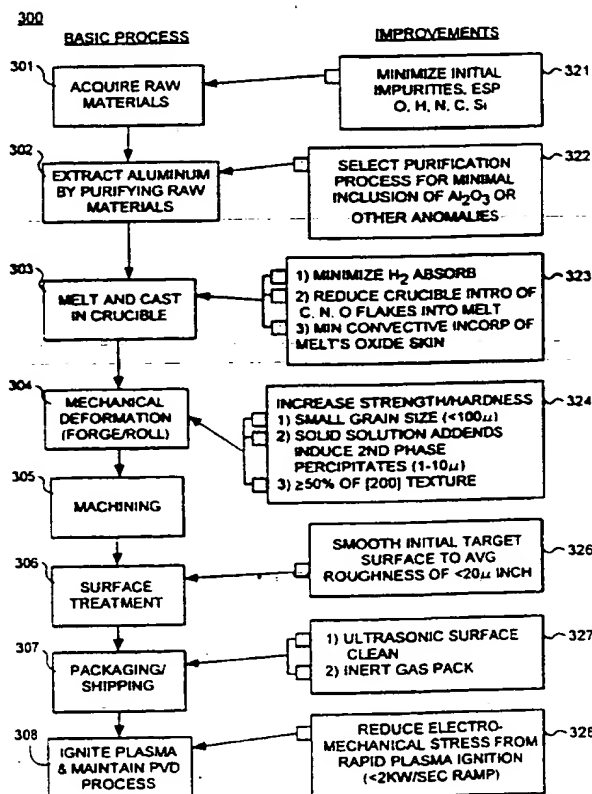 300
BASIC PROCESS
IMPROVEMENTS
301
ACQUIRE RAW
MATERIALS
MINIMIZE INITIAL
IMPURITIES, ESP
O, H, N, C, Si
321
302
EXTRACT ALUMINUM
BY PURIFYING RAW
MATERIALS
SELECT PURIFICATION
PROCESS FOR MINIMAL
INCLUSION OF Al₂O₃ OR
OTHER ANOMALIES
322
303
MELT AND CAST
IN CRUCIBLE
1) MINIMIZE H₂ ABSORB
2) REDUCE CRUCIBLE INTRO OF
C, N, O FLAKES INTO MELT
3) MIN CONVECTIVE INCORP OF
MELT'S OXIDE SKIN
323
304
MECHANICAL
DEFORMATION
(FORGE/ROLL)
INCREASE STRENGTH/HARDNESS
1) SMALL GRAIN SIZE (<100μ)
2) SOLID SOLUTION ADDENDS
INDUCE 2ND PHASE
PERCIPITATES (1-10μ)
3) ≥50% OF [200] TEXTURE
324
305
MACHINING
306
SURFACE
TREATMENT
SMOOTH INITIAL TARGET
SURFACE TO AVG
ROUGHNESS OF <20μ INCH
326
307
PACKAGING/
SHIPPING
1) ULTRASONIC SURFACE
CLEAN
2) INERT GAS PACK
327
308
IGNITE PLASMA
& MAINTAIN PVD
PROCESS
REDUCE ELECTRO-
MECHANICAL STRESS FROM
RAPID PLASMA IGNITION
(<2KW/SEC RAMP)
328